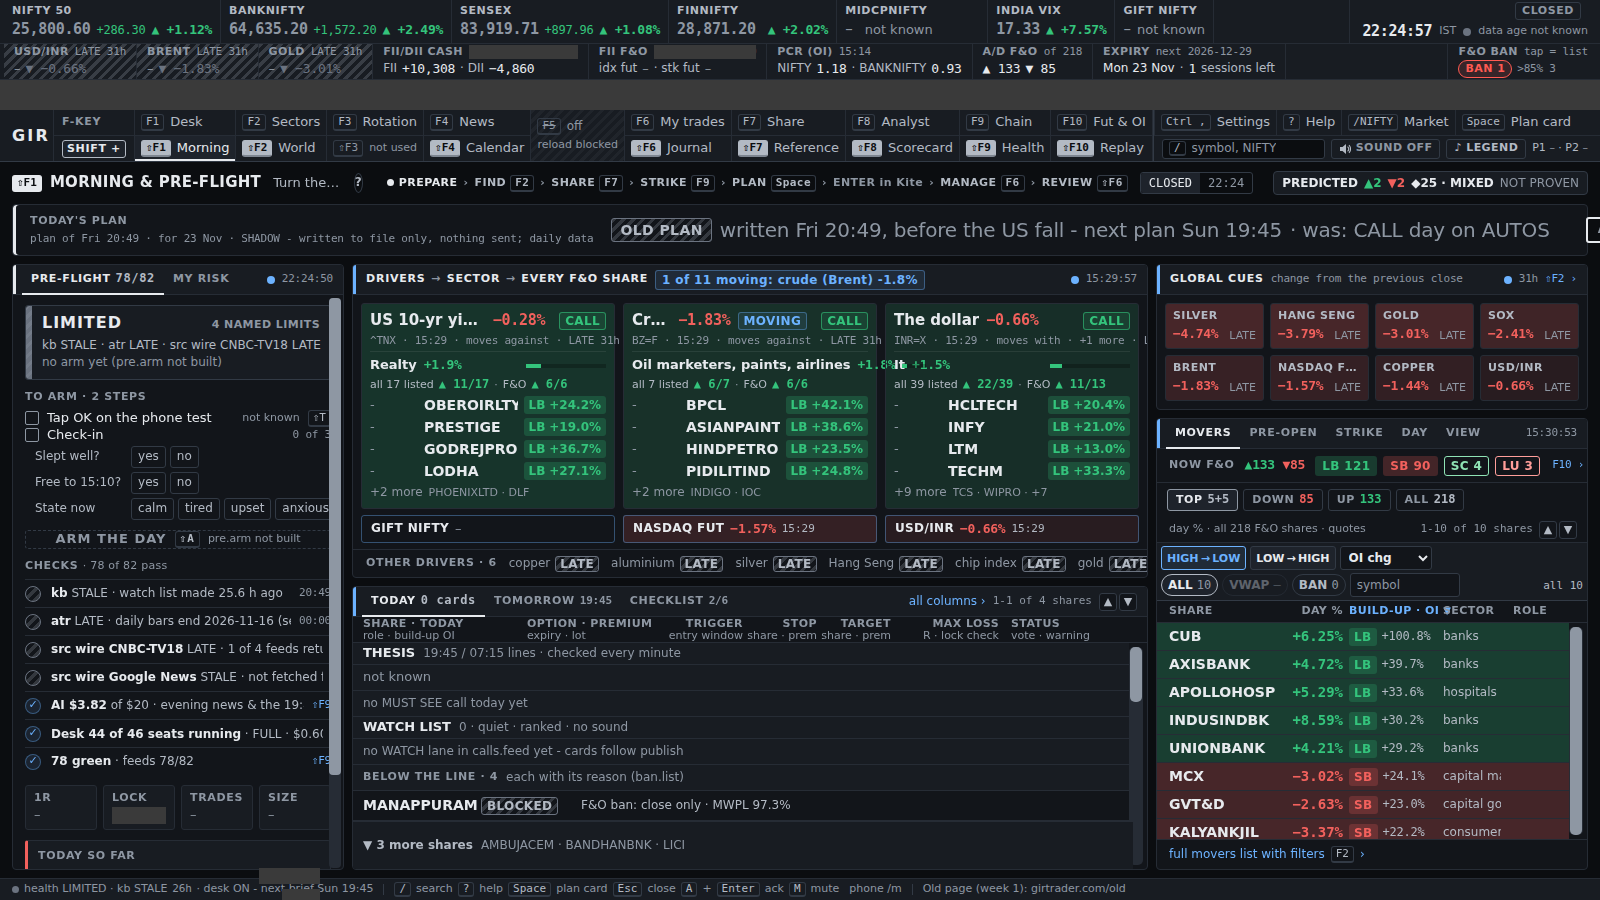 NIFTY 50 BANKNIFTY SENSEX FINNIFTY MIDCPNIFTY INDIA VIX GIFT NIFTY CLOSED
25,800.60 +286.30 ▲ +1.12% 64,635.20 +1,572.20 ▲ +2.49% 83,919.71 +897.96 ▲ +1.08% 28,871.20 ▲ +2.02% – not known 17.33 ▲ +7.57% – not known 22:24:57 IST data age not known
USD/INR LATE 31h BRENT LATE 31h GOLD LATE 31h FII/DII CASH FII F&O PCR (OI) 15:14 A/D F&O of 218 EXPIRY next 2026-12-29 F&O BAN tap = list
– ▼ −0.66% – ▼ −1.83% – ▼ −3.01% FII +10,308 · DII −4,860 idx fut – · stk fut – NIFTY 1.18 · BANKNIFTY 0.93 ▲ 133 ▼ 85 Mon 23 Nov · 1 sessions left BAN 1 >85% 3
GIR F-KEY F1 Desk F2 Sectors F3 Rotation F4 News F5 off F6 My trades F7 Share F8 Analyst F9 Chain F10 Fut & OI Ctrl , Settings ? Help /NIFTY Market Space Plan card
SHIFT + ⇧F1 Morning ⇧F2 World ⇧F3 not used ⇧F4 Calendar reload blocked ⇧F6 Journal ⇧F7 Reference ⇧F8 Scorecard ⇧F9 Health ⇧F10 Replay / symbol, NIFTY SOUND OFF ♪ LEGEND P1 – · P2 –
⇧F1 MORNING & PRE-FLIGHT Turn the… ? ● PREPARE › FIND F2 › SHARE F7 › STRIKE F9 › PLAN Space › ENTER in Kite › MANAGE F6 › REVIEW ⇧F6 CLOSED 22:24 PREDICTED ▲2 ▼2 ◆25 · MIXED NOT PROVEN
TODAY'S PLAN
plan of Fri 20:49 · for 23 Nov · SHADOW - written to file only, nothing sent; daily data
OLD PLAN written Fri 20:49, before the US fall - next plan Sun 19:45 · was: CALL day on AUTOS
PRE-FLIGHT 78/82 MY RISK 22:24:50
LIMITED 4 NAMED LIMITS
kb STALE · atr LATE · src wire CNBC-TV18 LATE
no arm yet (pre.arm not built)
TO ARM · 2 STEPS
Tap OK on the phone test not known ⇧T
Check-in 0 of 3
Slept well? yes no
Free to 15:10? yes no
State now calm tired upset anxious
ARM THE DAY ⇧A pre.arm not built
CHECKS · 78 of 82 pass
kb STALE · watch list made 25.6 h ago 20:49
atr LATE · daily bars end 2026-11-16 (se 00:00
src wire CNBC-TV18 LATE · 1 of 4 feeds retu
src wire Google News STALE · not fetched f
AI $3.82 of $20 · evening news & the 19: ⇧F9
Desk 44 of 46 seats running · FULL · $0.60
78 green · feeds 78/82 ⇧F9
1R LOCK TRADES SIZE
– – –
TODAY SO FAR
DRIVERS → SECTOR → EVERY F&O SHARE 1 of 11 moving: crude (Brent) -1.8% 15:29:57
US 10-yr yi… −0.28% CALL
^TNX · 15:29 · moves against · LATE 31h
Realty +1.9%
all 17 listed ▲ 11/17 · F&O ▲ 6/6
- OBEROIRLTY LB +24.2%
- PRESTIGE LB +19.0%
- GODREJPRO LB +36.7%
- LODHA LB +27.1%
+2 more PHOENIXLTD · DLF
Cr… −1.83% MOVING CALL
BZ=F · 15:29 · moves against · LATE 31h
Oil marketers, paints, airlines +1.8%
all 7 listed ▲ 6/7 · F&O ▲ 6/6
- BPCL LB +42.1%
- ASIANPAINT LB +38.6%
- HINDPETRO LB +23.5%
- PIDILITIND LB +24.8%
+2 more INDIGO · IOC
The dollar −0.66% CALL
INR=X · 15:29 · moves with · +1 more · L
It +1.5%
all 39 listed ▲ 22/39 · F&O ▲ 11/13
- HCLTECH LB +20.4%
- INFY LB +21.0%
- LTM LB +13.0%
- TECHM LB +33.3%
+9 more TCS · WIPRO · +7
GIFT NIFTY – NASDAQ FUT −1.57% 15:29 USD/INR −0.66% 15:29
OTHER DRIVERS · 6 copper LATE aluminium LATE silver LATE Hang Seng LATE chip index LATE gold LATE
TODAY 0 cards TOMORROW 19:45 CHECKLIST 2/6 all columns › 1-1 of 4 shares ▲ ▼
SHARE · TODAY OPTION · PREMIUM TRIGGER STOP TARGET MAX LOSS STATUS
role · build-up OI expiry · lot entry window share · prem share · prem R · lock check vote · warning
THESIS 19:45 / 07:15 lines · checked every minute
not known
no MUST SEE call today yet
WATCH LIST 0 · quiet · ranked · no sound
no WATCH lane in calls.feed yet - cards follow publish
BELOW THE LINE · 4 each with its reason (ban.list)
MANAPPURAM BLOCKED F&O ban: close only · MWPL 97.3%
▼ 3 more shares AMBUJACEM · BANDHANBNK · LICI
GLOBAL CUES change from the previous close 31h ⇧F2 ›
SILVER HANG SENG GOLD SOX
−4.74% LATE −3.79% LATE −3.01% LATE −2.41% LATE
BRENT NASDAQ F… COPPER USD/INR
−1.83% LATE −1.57% LATE −1.44% LATE −0.66% LATE
MOVERS PRE-OPEN STRIKE DAY VIEW 15:30:53
NOW F&O ▲133 ▼85 LB 121 SB 90 SC 4 LU 3 F10 ›
TOP 5+5 DOWN 85 UP 133 ALL 218
day % · all 218 F&O shares · quotes 1-10 of 10 shares ▲ ▼
HIGH→LOW LOW→HIGH OI chg
ALL 10 VWAP – BAN 0 symbol all 10
SHARE DAY % BUILD-UP · OI SECTOR ROLE
CUB +6.25% LB +100.8% banks
AXISBANK +4.72% LB +39.7% banks
APOLLOHOSP +5.29% LB +33.6% hospitals
INDUSINDBK +8.59% LB +30.2% banks
UNIONBANK +4.21% LB +29.2% banks
MCX −3.02% SB +24.1% capital ma
GVT&D −2.63% SB +23.0% capital go
KALYANKJIL −3.37% SB +22.2% consumer
full movers list with filters F2 ›
health LIMITED · kb STALE 26h · desk ON - next brief Sun 19:45 / search ? help Space plan card Esc close A + Enter ack M mute phone /m Old page (week 1): girtrader.com/old